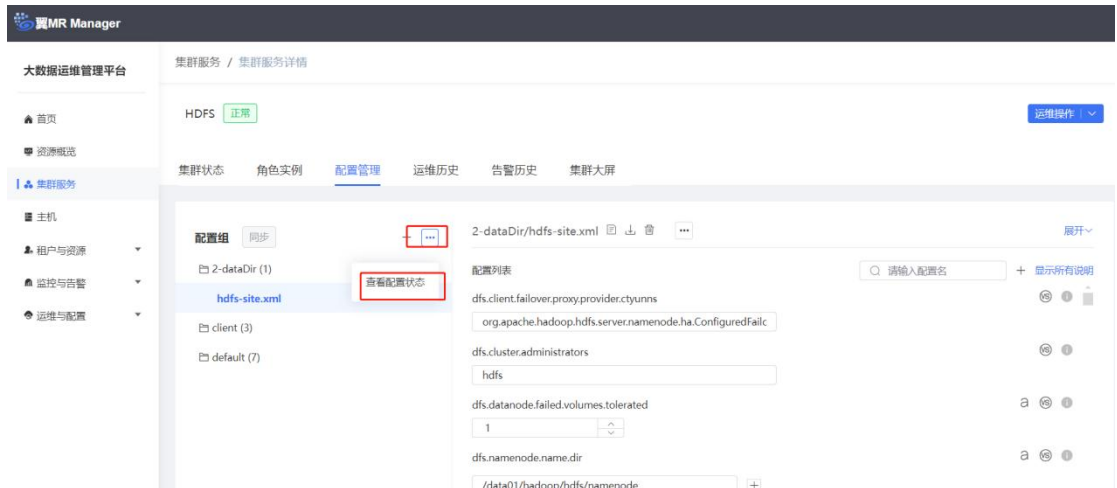 翼MR Manager
大数据运维管理平台
集群服务 / 集群服务详情
首页
资源概览
集群服务
主机
租户与资源
监控与告警
运维与配置
HDFS 正常
运维操作
集群状态 角色实例 配置管理 运维历史 告警历史 集群大屏
配置组 同步
2-dataDir (1)
查看配置状态
hdfs-site.xml
client (3)
default (7)
2-dataDir/hdfs-site.xml
展开
配置列表
请输入配置名
显示所有说明
dfs.client.failover.proxy.provider.ctyunns
org.apache.hadoop.hdfs.server.namenode.ha.ConfiguredFailc
dfs.cluster.administrators
hdfs
dfs.datanode.failed.volumes.tolerated
a
1
dfs.namenode.name.dir
a
/data01/hadoop/hdfs/namenode